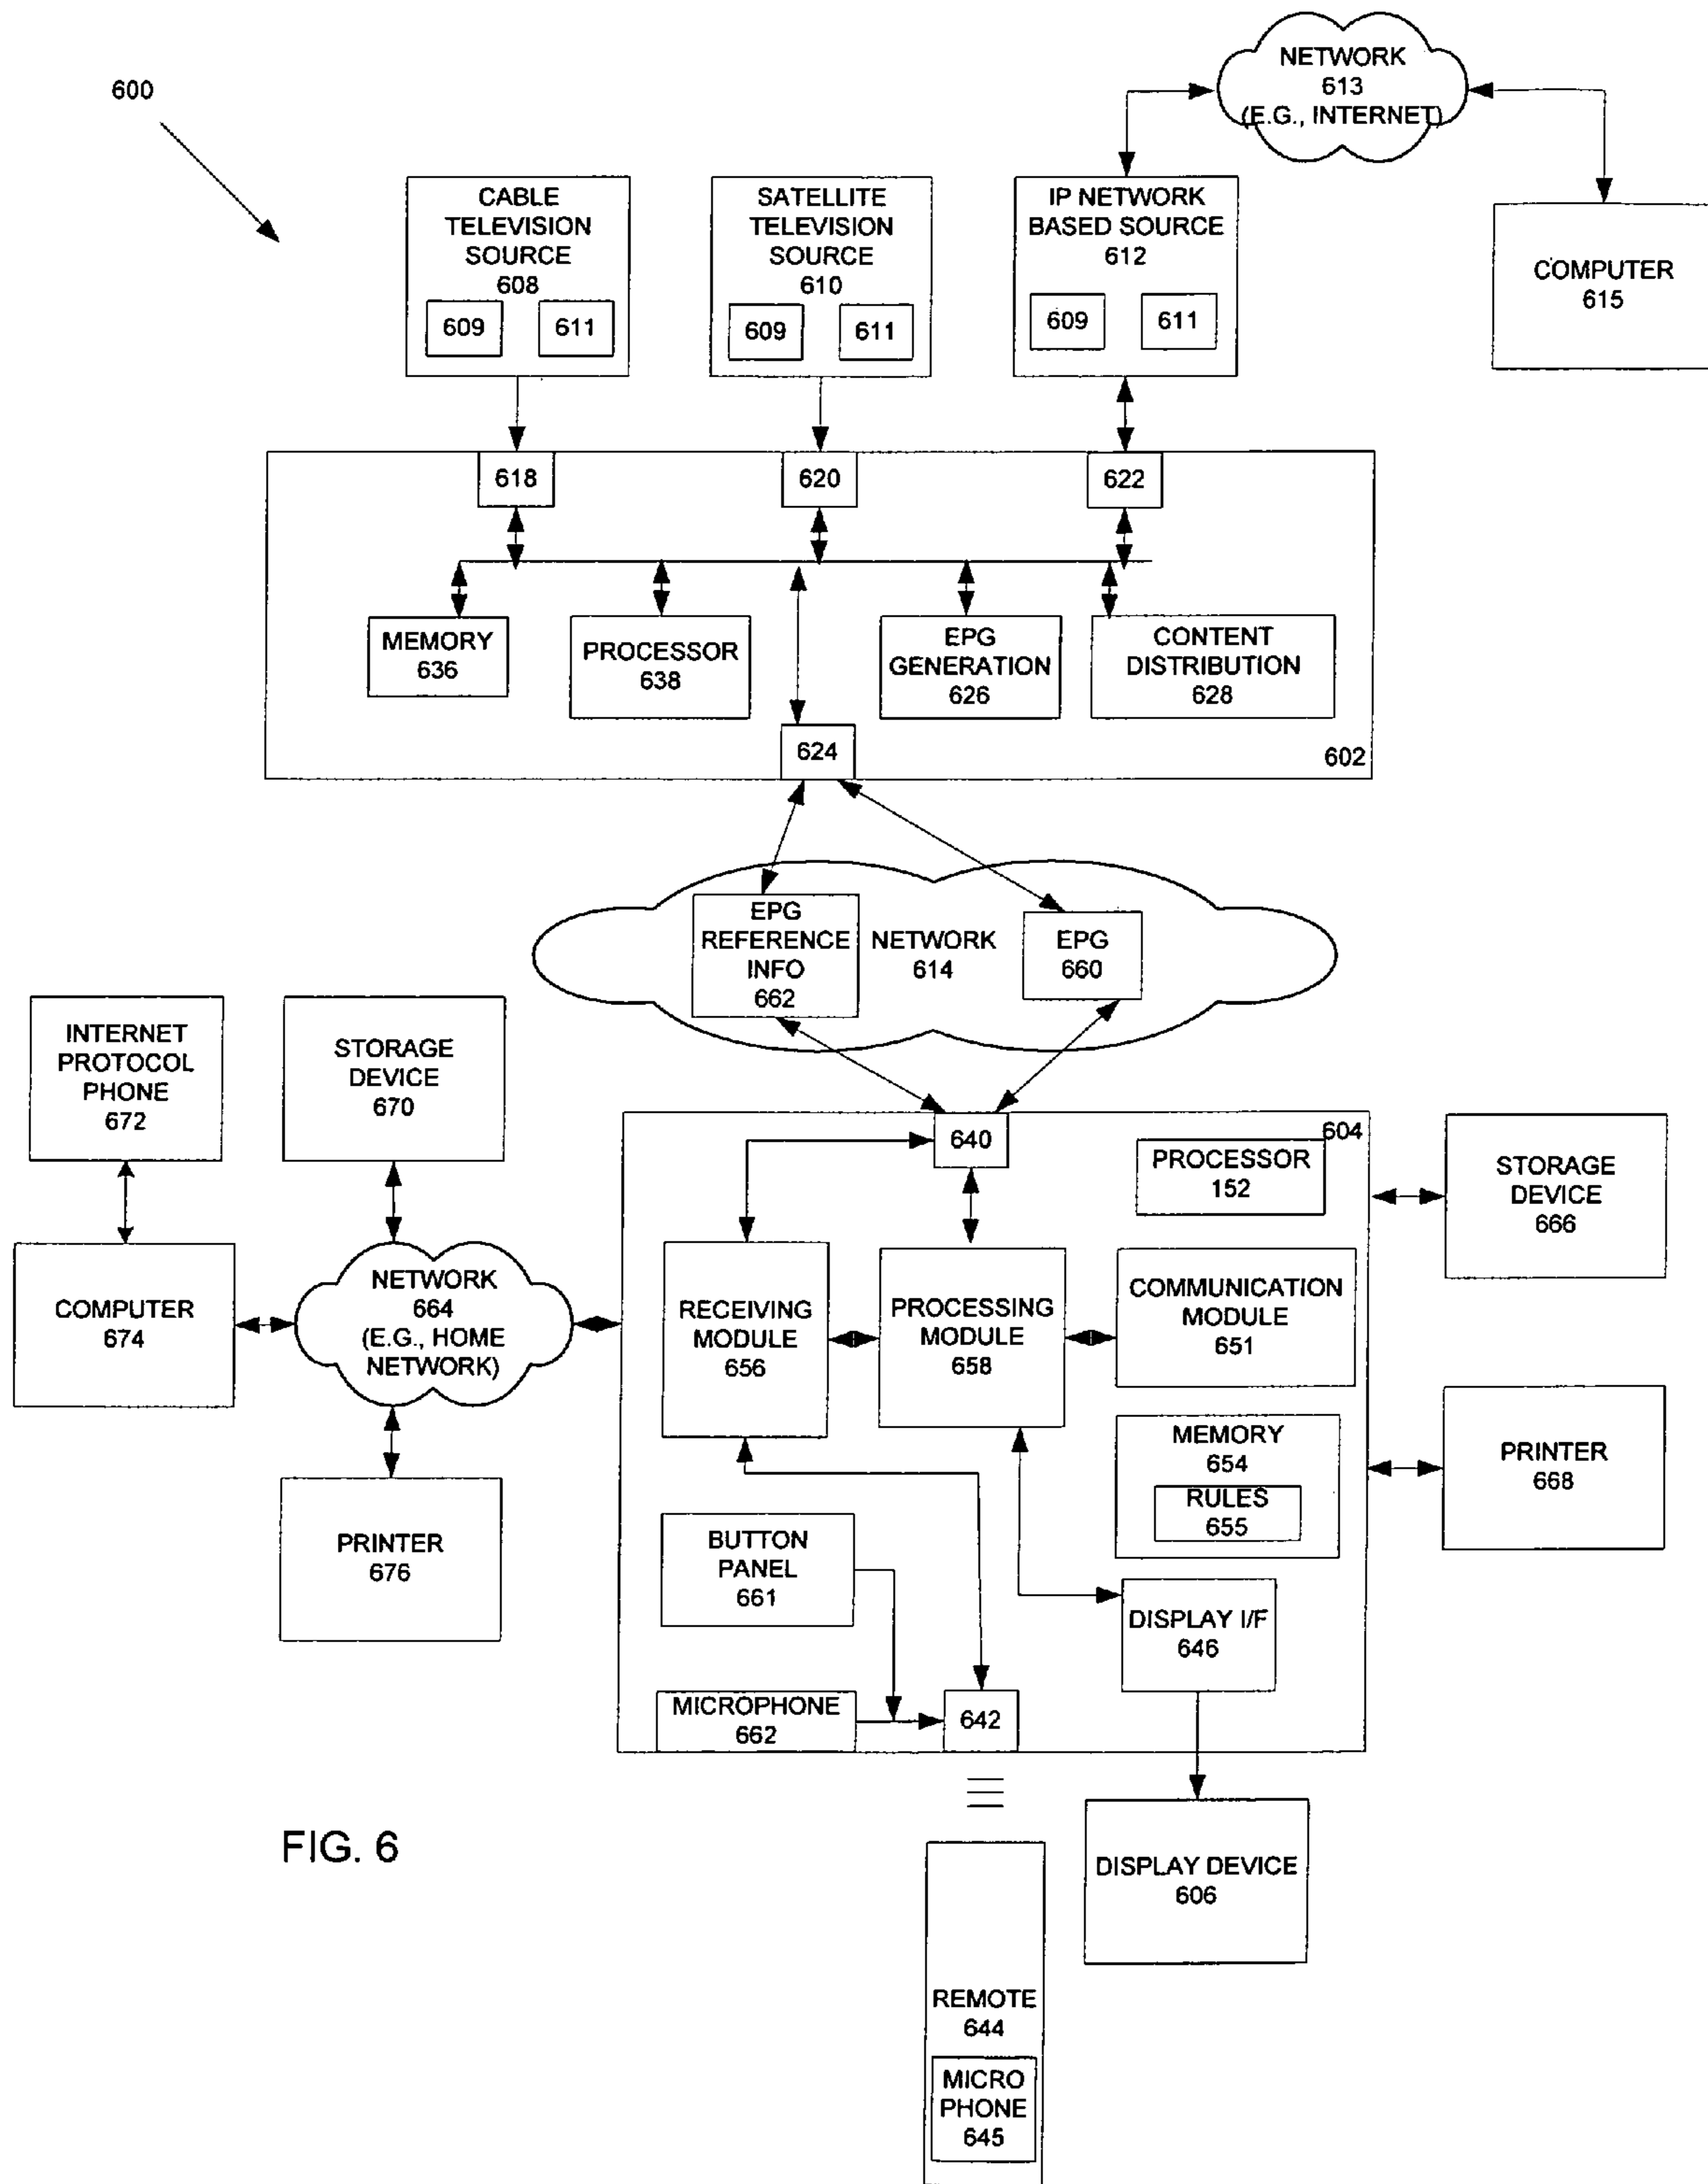 NETWORK
613
(E.G., INTERNET)
600
CABLE
TELEVISION
SOURCE
608
609
611
SATELLITE
TELEVISION
SOURCE
610
609
611
IP NETWORK
BASED SOURCE
612
609
611
COMPUTER
615
618
620
622
MEMORY
636
PROCESSOR
638
EPG
GENERATION
626
CONTENT
DISTRIBUTION
628
624
602
EPG
REFERENCE
INFO
662
NETWORK
614
EPG
660
INTERNET
PROTOCOL
PHONE
672
STORAGE
DEVICE
670
640
604
PROCESSOR
152
STORAGE
DEVICE
666
COMPUTER
674
NETWORK
664
(E.G., HOME
NETWORK)
RECEIVING
MODULE
656
PROCESSING
MODULE
658
COMMUNICATION
MODULE
651
MEMORY
654
RULES
655
PRINTER
668
PRINTER
676
BUTTON
PANEL
661
DISPLAY I/F
646
MICROPHONE
662
642
FIG. 6
DISPLAY DEVICE
606
REMOTE
644
MICRO
PHONE
645